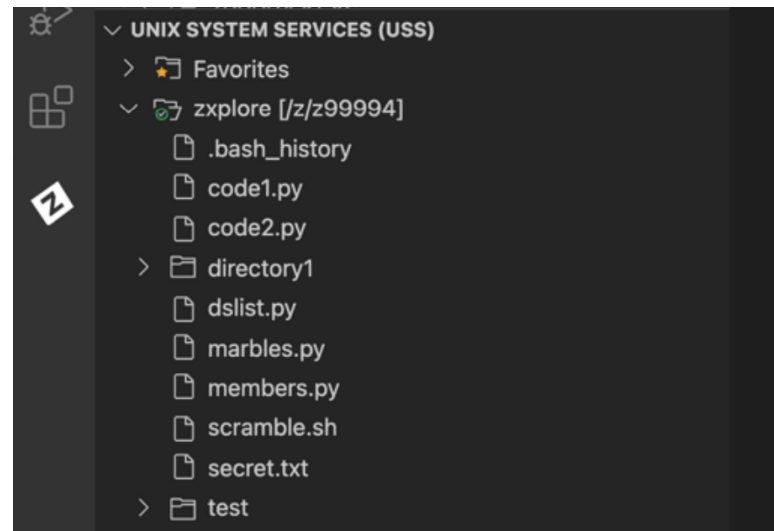 UNIX SYSTEM SERVICES (USS)
Favorites
zxplore [/z/z99994]
.bash_history
code1.py
code2.py
directory1
dslist.py
marbles.py
members.py
scramble.sh
secret.txt
test